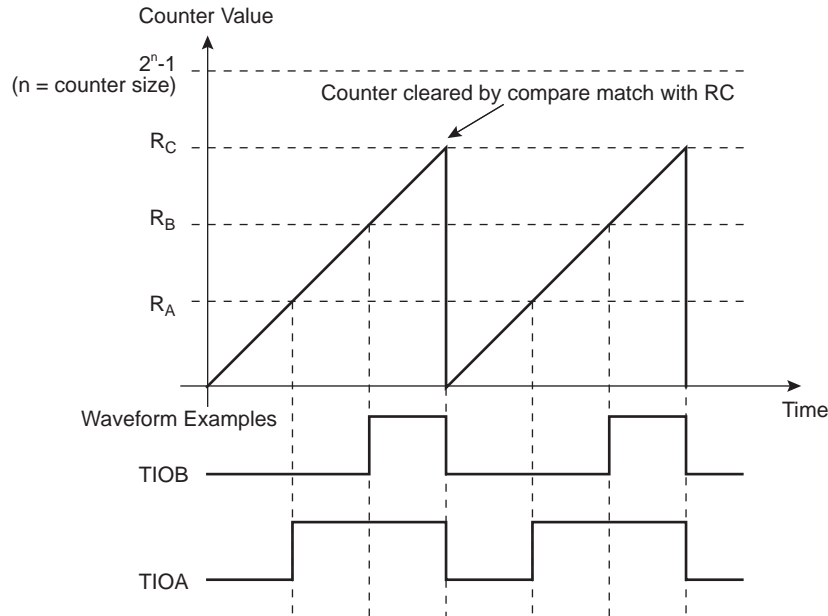 Counter Value
2ⁿ-1
(n = counter size)
Counter cleared by compare match with RC
R_C
R_B
R_A
Time
Waveform Examples
TIOB
TIOA